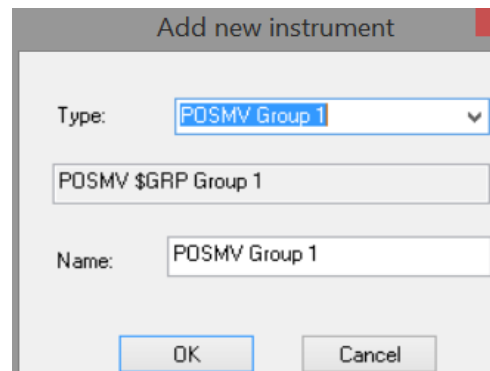 Add new instrument
Type: POSMV Group 1
POSMV $GRP Group 1
Name: POSMV Group 1
OK Cancel